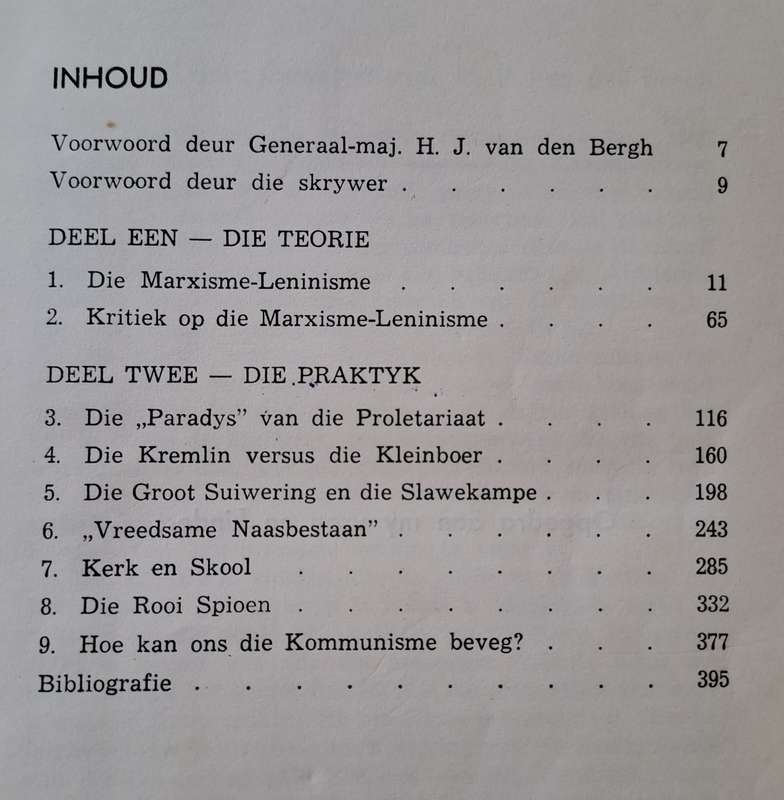 INHOUD
Voorwoord deur Generaal-maj. H. J. van den Bergh 7
Voorwoord deur die skrywer . . . . . . 9
DEEL EEN — DIE TEORIE
1. Die Marxisme-Leninisme . . . . . . 11
2. Kritiek op die Marxisme-Leninisme . . . . 65
DEEL TWEE — DIE PRAKTYK
3. Die „Paradys” van die Proletariaat . . . . 116
4. Die Kremlin versus die Kleinboer . . . . 160
5. Die Groot Suiwering en die Slawekampe . . . 198
6. „Vreedsame Naasbestaan” . . . . . . 243
7. Kerk en Skool . . . . . . . . 285
8. Die Rooi Spioen . . . . . . . . 332
9. Hoe kan ons die Kommunisme beveg? . . . 377
Bibliografie . . . . . . . . . . 395